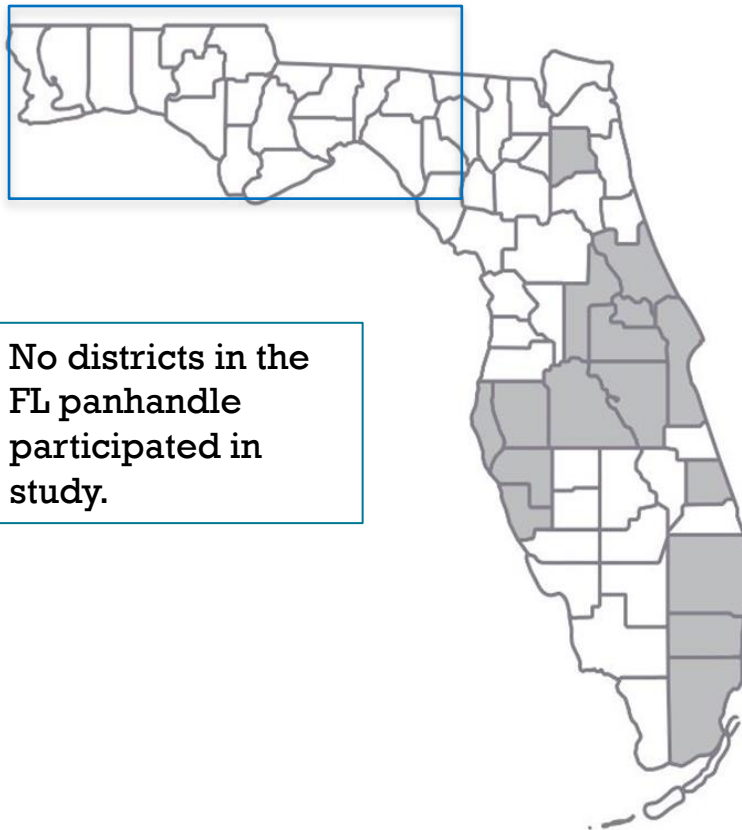 No districts in the
FL panhandle
participated in
study.